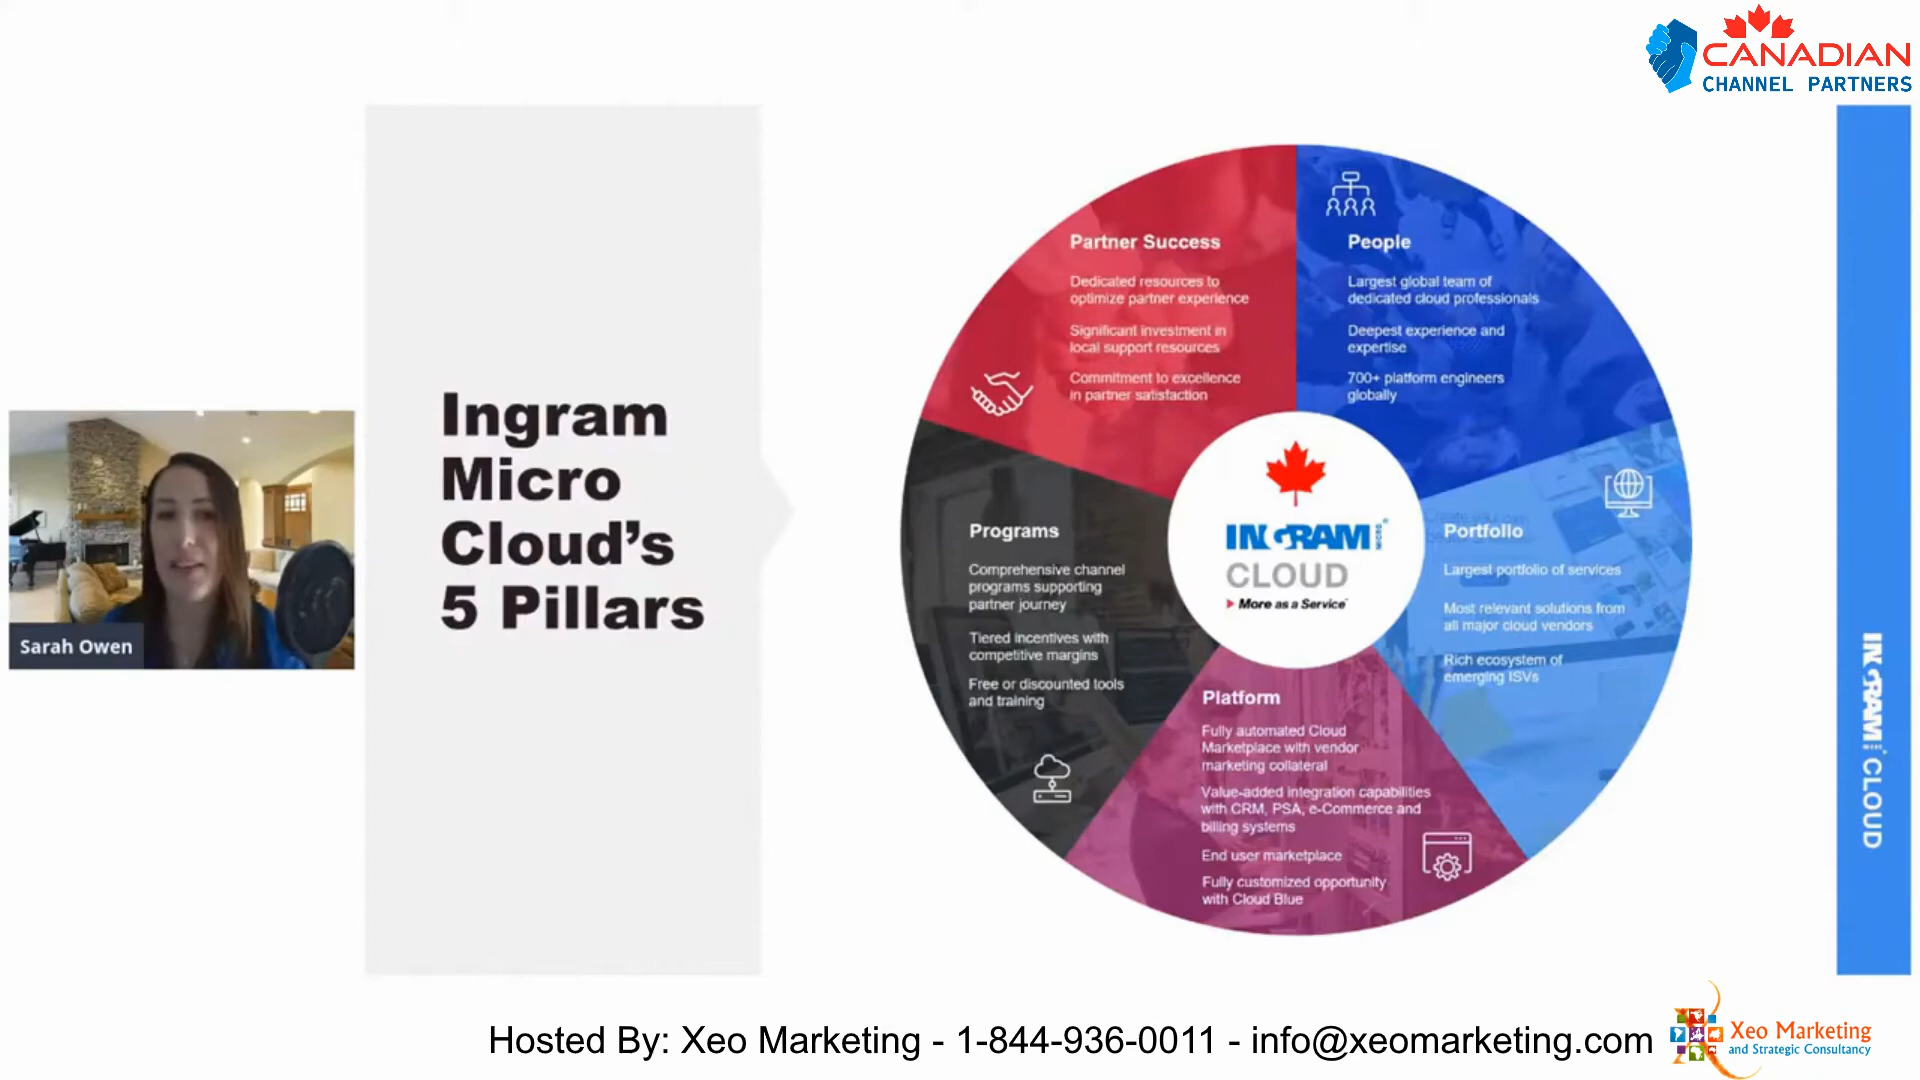 CANADIAN
CHANNEL PARTNERS
Ingram
Micro
Cloud's
5 Pillars
Sarah Owen
Partner Success
Dedicated resources to
optimize partner experience
Significant investment in
local support resources
Commitment to excellence
in partner satisfaction
People
Largest global team of
dedicated cloud professionals
Deepest experience and
expertise
700+ platform engineers
globally
Programs
Comprehensive channel
programs supporting
partner journey
Tiered incentives with
competitive margins
Free or discounted tools
and training
INGRAM MICRO®
CLOUD
More as a Service™
Portfolio
Largest portfolio of services
Most relevant solutions from
all major cloud vendors
Rich ecosystem of
emerging ISVs
Platform
Fully automated Cloud
Marketplace with vendor
marketing collateral
Value-added integration capabilities
with CRM, PSA, e-Commerce and
billing systems
End user marketplace
Fully customized opportunity
with Cloud Blue
INGRAM CLOUD
Hosted By: Xeo Marketing - 1-844-936-0011 - info@xeomarketing.com
Xeo Marketing
and Strategic Consultancy